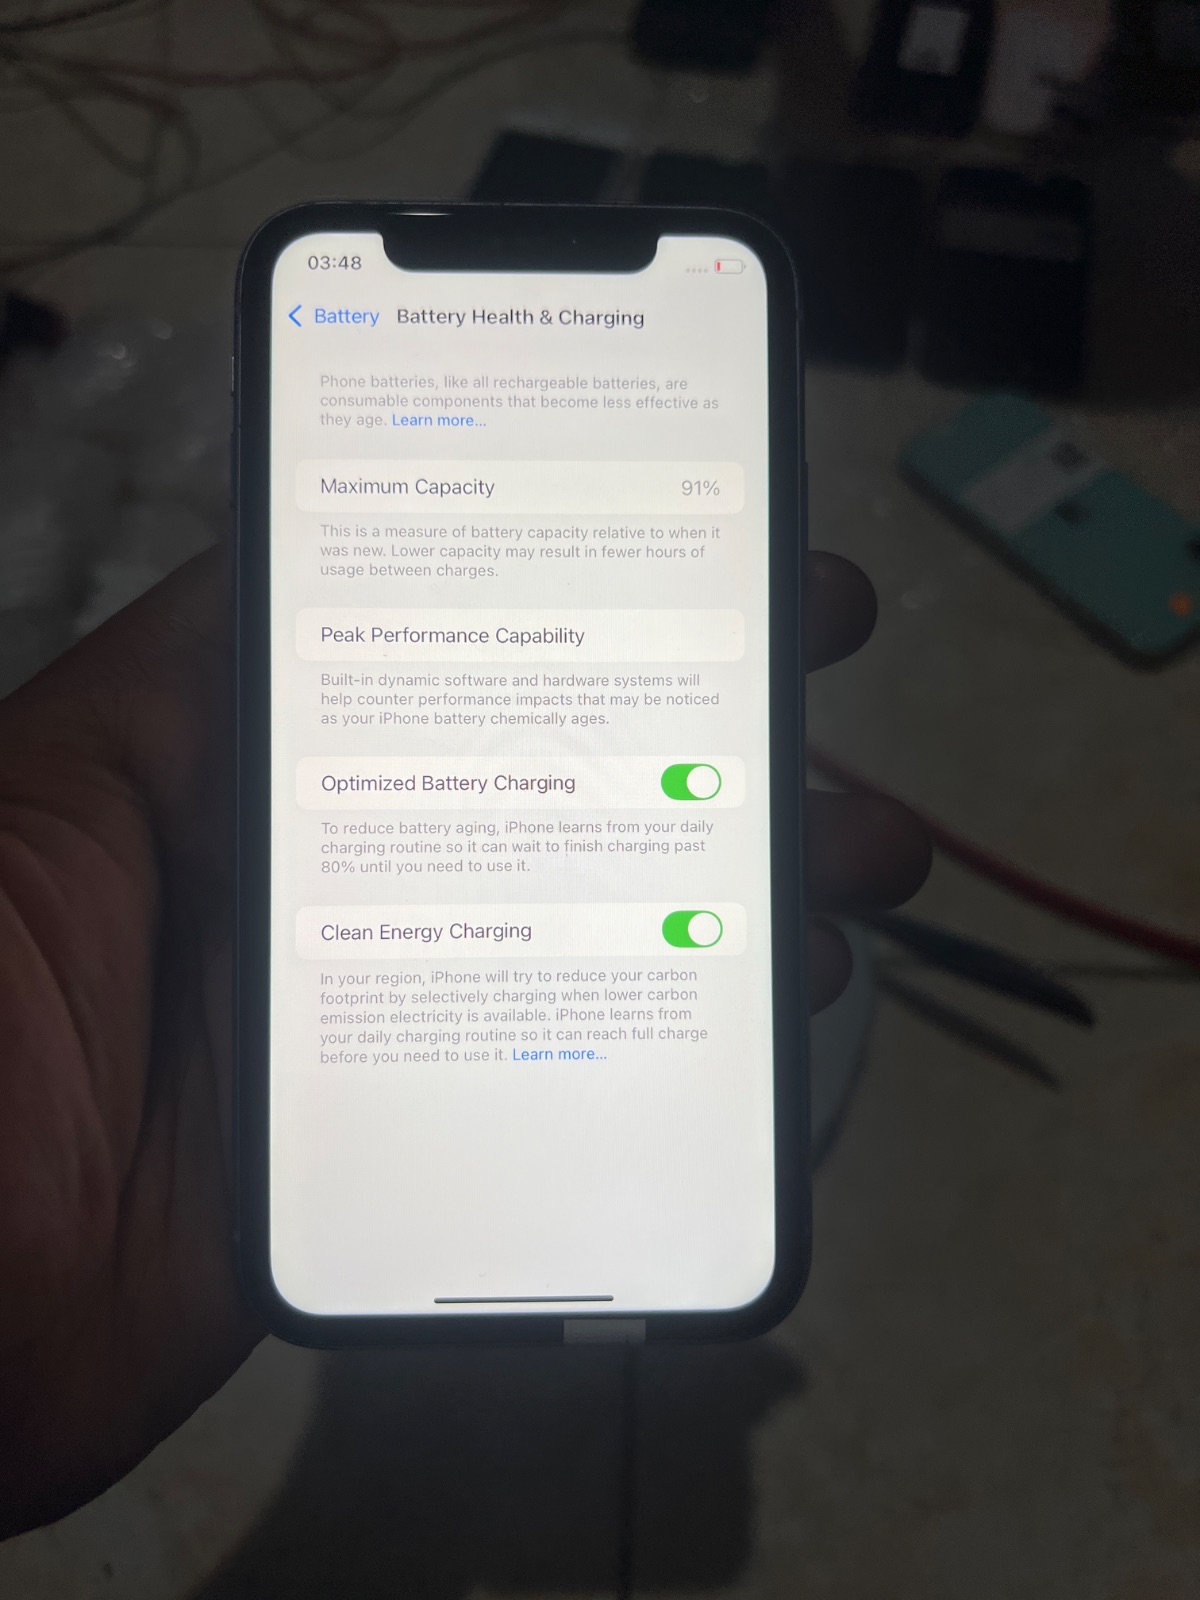 03:48
Battery Battery Health & Charging
Phone batteries, like all rechargeable batteries, are
consumable components that become less effective as
they age. Learn more...
Maximum Capacity 91%
This is a measure of battery capacity relative to when it
was new. Lower capacity may result in fewer hours of
usage between charges.
Peak Performance Capability
Built-in dynamic software and hardware systems will
help counter performance impacts that may be noticed
as your iPhone battery chemically ages.
Optimized Battery Charging
To reduce battery aging, iPhone learns from your daily
charging routine so it can wait to finish charging past
80% until you need to use it.
Clean Energy Charging
In your region, iPhone will try to reduce your carbon
footprint by selectively charging when lower carbon
emission electricity is available. iPhone learns from
your daily charging routine so it can reach full charge
before you need to use it. Learn more...